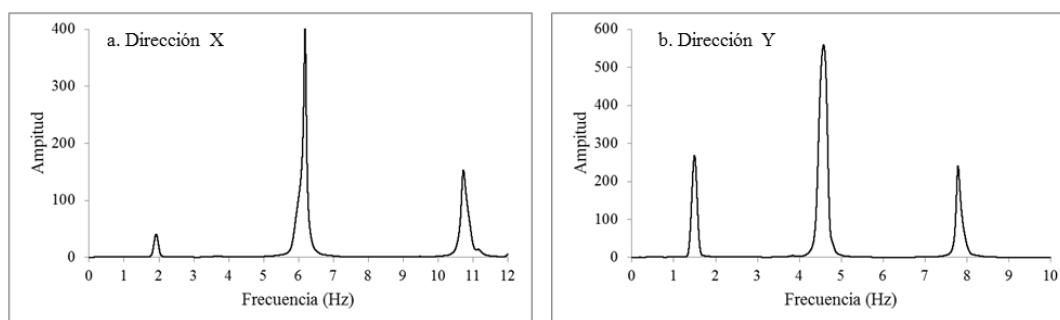 a. Dirección X
400
300
200
100
0
Ampitud
0 1 2 3 4 5 6 7 8 9 10 11 12
Frecuencia (Hz)
b. Dirección Y
600
500
400
300
200
100
0
Amplitud
0 1 2 3 4 5 6 7 8 9 10
Frecuencia (Hz)